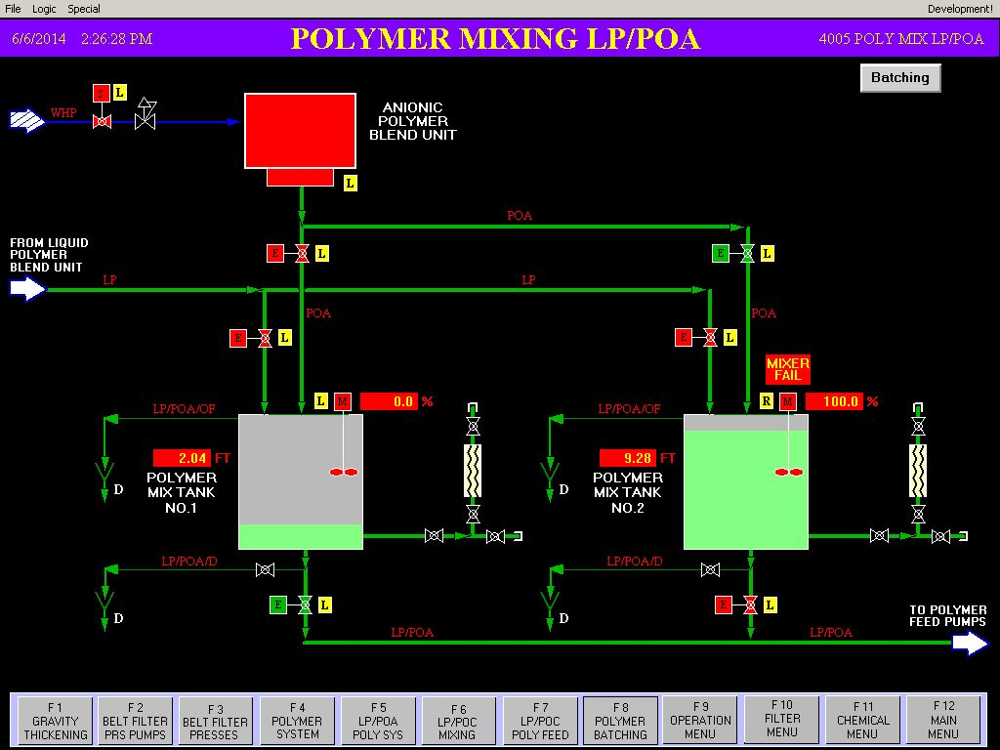 File Logic Special Development!
6/6/2014 2:26:28 PM POLYMER MIXING LP/POA 4005 POLY MIX LP/POA
Batching
S L
WHP
ANIONIC
POLYMER
BLEND UNIT
L
POA
FROM LIQUID
POLYMER
BLEND UNIT
E L
E L
LP
LP
POA
POA
E L
E L
MIXER
FAIL
L M 0.0 %
R M 100.0 %
LP/POA/OF
LP/POA/OF
2.04 FT
9.28 FT
POLYMER
MIX TANK
NO.1
POLYMER
MIX TANK
NO.2
D
D
LP/POA/D
LP/POA/D
E L
E L
D
D
TO POLYMER
FEED PUMPS
LP/POA
LP/POA
F 1
GRAVITY
THICKENING
F 2
BELT FILTER
PRS PUMPS
F 3
BELT FILTER
PRESSES
F 4
POLYMER
SYSTEM
F 5
LP/POA
POLY SYS
F 6
LP/POC
MIXING
F 7
LP/POC
POLY FEED
F 8
POLYMER
BATCHING
F 9
OPERATION
MENU
F 10
FILTER
MENU
F 11
CHEMICAL
MENU
F 12
MAIN
MENU